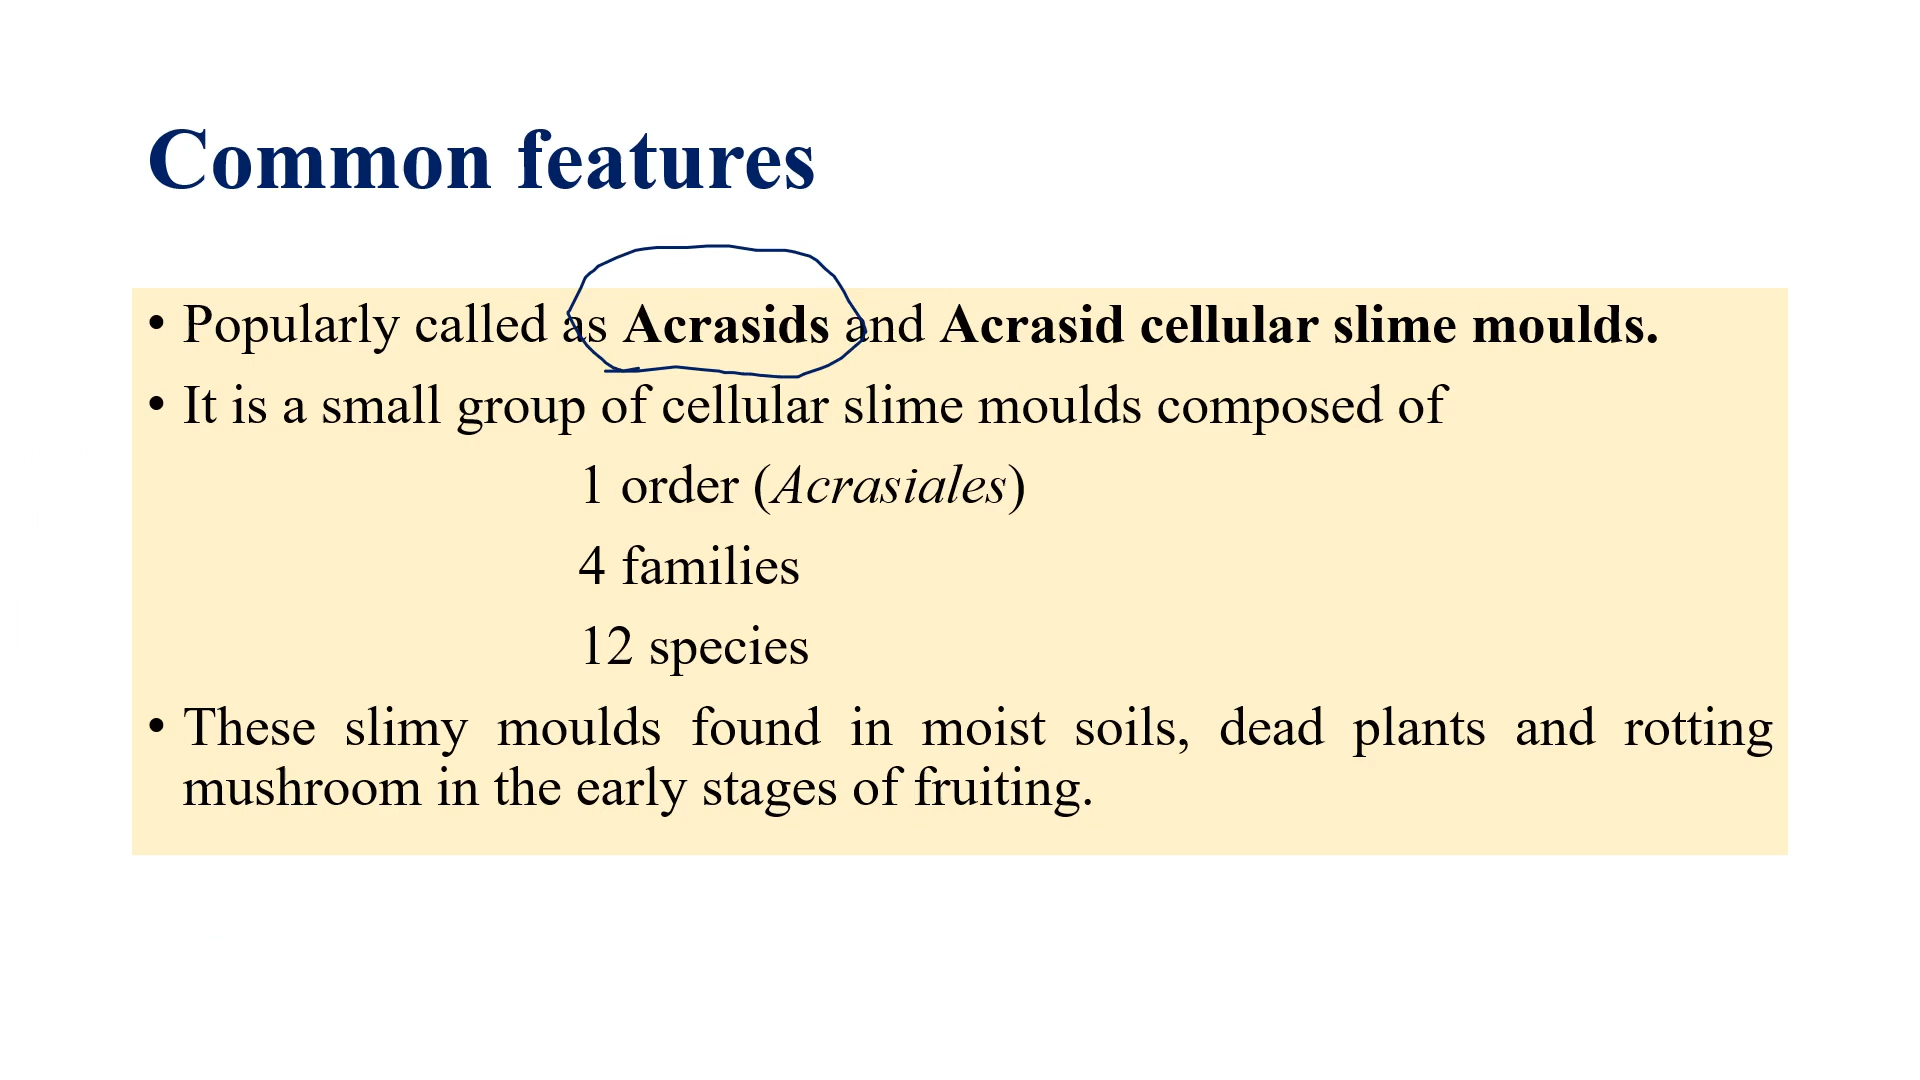 Common features
• Popularly called as Acrasids and Acrasid cellular slime moulds.
• It is a small group of cellular slime moulds composed of
1 order (Acrasiales)
4 families
12 species
• These slimy moulds found in moist soils, dead plants and rotting
mushroom in the early stages of fruiting.